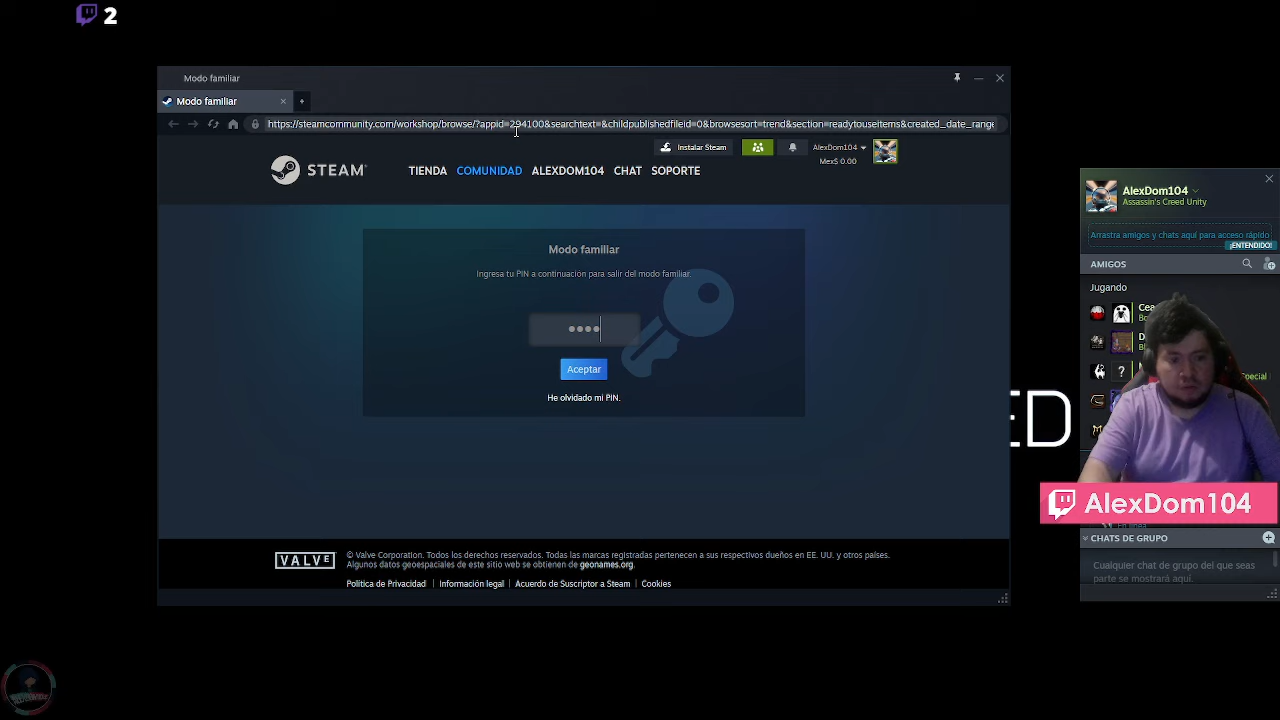 2
Modo familiar
Modo familiar
https://steamcommunity.com/workshop/browse/?appid=294100&searchtext=&childpublishedfileid=0&browsesort=trend&section=readytouseitems&created_date_range
Instalar Steam
AlexDom104
Mex$ 0.00
STEAM
TIENDA COMUNIDAD ALEXDOM104 CHAT SOPORTE
Modo familiar
Ingresa tu PIN a continuación para salir del modo familiar.
Aceptar
He olvidado mi PIN.
VALVE
© Valve Corporation. Todos los derechos reservados. Todas las marcas registradas pertenecen a sus respectivos dueños en EE. UU. y otros países.
Algunos datos geoespaciales de este sitio web se obtienen de geonames.org.
Política de Privacidad | Información legal | Acuerdo de Suscriptor a Steam | Cookies
AlexDom104
Assassin's Creed Unity
Arrastra amigos y chats aquí para acceso rápido
¡ENTENDIDO!
AMIGOS
Jugando
ED
AlexDom104
En línea
CHATS DE GRUPO
Cualquier chat de grupo del que seas
parte se mostrará aquí.